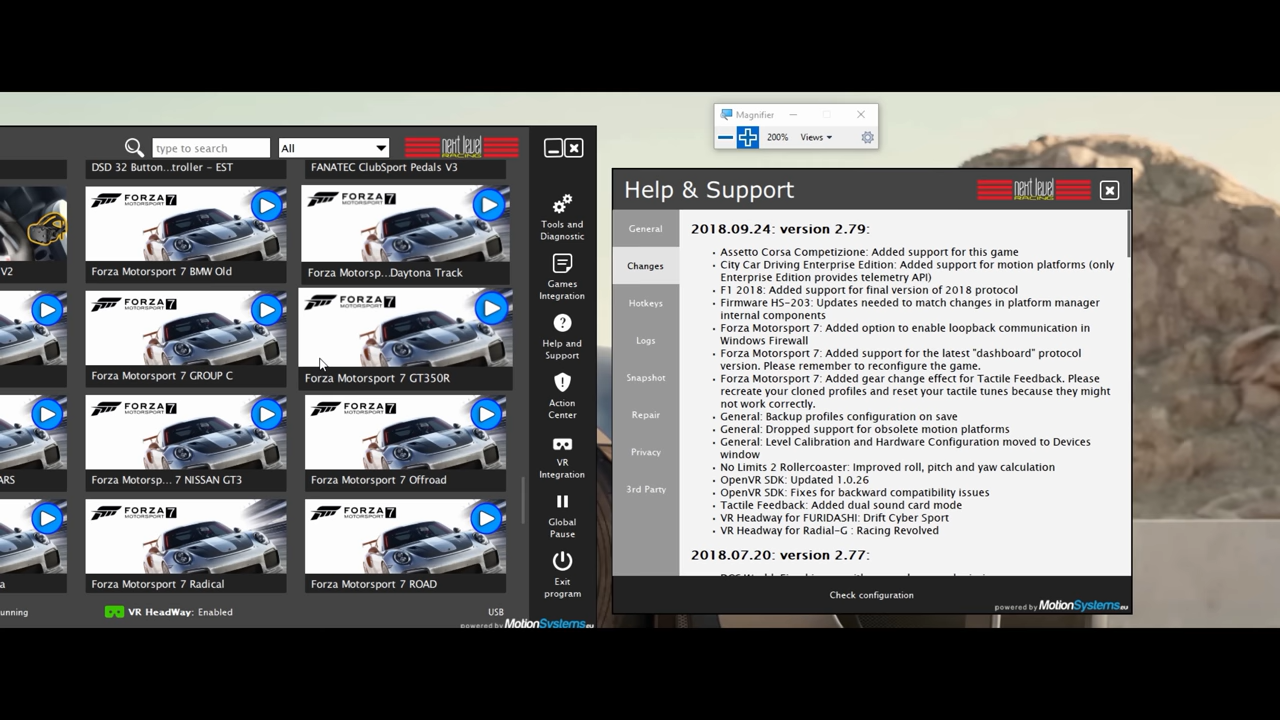 Magnifier
200%
Views
type to search
All
next level
RACING
DSD 32 Button...troller - EST
FANATEC ClubSport Pedals V3
V2
FORZA
MOTORSPORT 7
Forza Motorsport 7 BMW Old
FORZA
MOTORSPORT 7
Forza Motorsp...Daytona Track
FORZA
MOTORSPORT 7
Forza Motorsport 7 GROUP C
FORZA
MOTORSPORT 7
Forza Motorsport 7 GT350R
ARS
FORZA
MOTORSPORT 7
Forza Motorsp... 7 NISSAN GT3
FORZA
MOTORSPORT 7
Forza Motorsport 7 Offroad
a
FORZA
MOTORSPORT 7
Forza Motorsport 7 Radical
FORZA
MOTORSPORT 7
Forza Motorsport 7 ROAD
unning
VR HeadWay: Enabled
USB
powered by MotionSystems.EU
Tools and
Diagnostic
Games
Integration
Help and
Support
Action
Center
VR
Integration
Global
Pause
Exit
program
Help & Support
next level
RACING
General
Changes
Hotkeys
Logs
Snapshot
Repair
Privacy
3rd Party
2018.09.24: version 2.79:
• Assetto Corsa Competizione: Added support for this game
• City Car Driving Enterprise Edition: Added support for motion platforms (only
Enterprise Edition provides telemetry API)
• F1 2018: Added support for final version of 2018 protocol
• Firmware HS-203: Updates needed to match changes in platform manager
internal components
• Forza Motorsport 7: Added option to enable loopback communication in
Windows Firewall
• Forza Motorsport 7: Added support for the latest "dashboard" protocol
version. Please remember to reconfigure the game.
• Forza Motorsport 7: Added gear change effect for Tactile Feedback. Please
recreate your cloned profiles and reset your tactile tunes because they might
not work correctly.
• General: Backup profiles configuration on save
• General: Dropped support for obsolete motion platforms
• General: Level Calibration and Hardware Configuration moved to Devices
window
• No Limits 2 Rollercoaster: Improved roll, pitch and yaw calculation
• OpenVR SDK: Updated 1.0.26
• OpenVR SDK: Fixes for backward compatibility issues
• Tactile Feedback: Added dual sound card mode
• VR Headway for FURIDASHI: Drift Cyber Sport
• VR Headway for Radial-G : Racing Revolved
2018.07.20: version 2.77:
Check configuration
powered by MotionSystems.EU